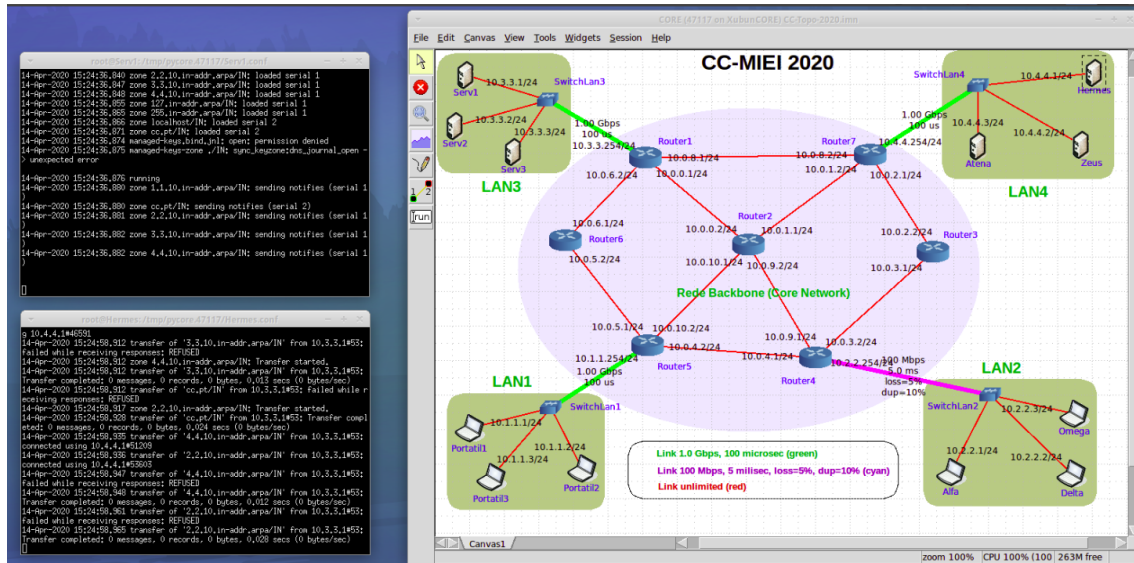 root@Serv1: /tmp/pycore.47117/Serv1.conf
14-Apr-2020 15:24:36,840 zone 2.2.10.in-addr.arpa/IN: loaded serial 1
14-Apr-2020 15:24:36,847 zone 3.3.10.in-addr.arpa/IN: loaded serial 1
14-Apr-2020 15:24:36,848 zone 4.4.10.in-addr.arpa/IN: loaded serial 1
14-Apr-2020 15:24:36,855 zone 127.in-addr.arpa/IN: loaded serial 1
14-Apr-2020 15:24:36,865 zone 255.in-addr.arpa/IN: loaded serial 1
14-Apr-2020 15:24:36,866 zone localhost/IN: loaded serial 2
14-Apr-2020 15:24:36,871 zone cc.pt/IN: loaded serial 2
14-Apr-2020 15:24:36,874 managed-keys.bind.jnl: open: permission denied
14-Apr-2020 15:24:36,875 managed-keys-zone ./IN: sync_keyzone:dns_journal_open -
> unexpected error
14-Apr-2020 15:24:36,876 running
14-Apr-2020 15:24:36,880 zone 1.1.10.in-addr.arpa/IN: sending notifies (serial 1
)
14-Apr-2020 15:24:36,880 zone cc.pt/IN: sending notifies (serial 2)
14-Apr-2020 15:24:36,881 zone 2.2.10.in-addr.arpa/IN: sending notifies (serial 1
)
14-Apr-2020 15:24:36,882 zone 3.3.10.in-addr.arpa/IN: sending notifies (serial 1
)
14-Apr-2020 15:24:36,882 zone 4.4.10.in-addr.arpa/IN: sending notifies (serial 1
)
root@Hermes: /tmp/pycore.47117/Hermes.conf
g 10.4.4.1#46591
14-Apr-2020 15:24:58,912 transfer of '3.3.10.in-addr.arpa/IN' from 10.3.3.1#53:
failed while receiving responses: REFUSED
14-Apr-2020 15:24:58,912 zone 4.4.10.in-addr.arpa/IN: Transfer started.
14-Apr-2020 15:24:58,912 transfer of '3.3.10.in-addr.arpa/IN' from 10.3.3.1#53:
Transfer completed: 0 messages, 0 records, 0 bytes, 0.013 secs (0 bytes/sec)
14-Apr-2020 15:24:58,912 transfer of 'cc.pt/IN' from 10.3.3.1#53: failed while r
eceiving responses: REFUSED
14-Apr-2020 15:24:58,917 zone 2.2.10.in-addr.arpa/IN: Transfer started.
14-Apr-2020 15:24:58,928 transfer of 'cc.pt/IN' from 10.3.3.1#53: Transfer compl
eted: 0 messages, 0 records, 0 bytes, 0.024 secs (0 bytes/sec)
14-Apr-2020 15:24:58,935 transfer of '4.4.10.in-addr.arpa/IN' from 10.3.3.1#53:
connected using 10.4.4.1#51209
14-Apr-2020 15:24:58,936 transfer of '2.2.10.in-addr.arpa/IN' from 10.3.3.1#53:
connected using 10.4.4.1#53603
14-Apr-2020 15:24:58,947 transfer of '4.4.10.in-addr.arpa/IN' from 10.3.3.1#53:
failed while receiving responses: REFUSED
14-Apr-2020 15:24:58,948 transfer of '4.4.10.in-addr.arpa/IN' from 10.3.3.1#53:
Transfer completed: 0 messages, 0 records, 0 bytes, 0.012 secs (0 bytes/sec)
14-Apr-2020 15:24:58,961 transfer of '2.2.10.in-addr.arpa/IN' from 10.3.3.1#53:
failed while receiving responses: REFUSED
14-Apr-2020 15:24:58,965 transfer of '2.2.10.in-addr.arpa/IN' from 10.3.3.1#53:
Transfer completed: 0 messages, 0 records, 0 bytes, 0.028 secs (0 bytes/sec)
CORE (47117 on XubunCORE) CC-Topo-2020.imn
File Edit Canvas View Tools Widgets Session Help
CC-MIEI 2020
Serv1
10.3.3.1/24
SwitchLan3
Serv2
10.3.3.2/24
10.3.3.3/24
Serv3
LAN3
1.00 Gbps
100 us
10.3.3.254/24
Router1
10.0.8.1/24
10.0.6.2/24
10.0.0.1/24
SwitchLan4
10.4.4.1/24
Hermes
10.4.4.3/24
10.4.4.2/24
Atena
Zeus
LAN4
1.00 Gbps
100 us
10.4.4.254/24
Router7
10.0.8.2/24
10.0.1.2/24
10.0.2.1/24
10.0.6.1/24
Router6
10.0.5.2/24
Router2
10.0.0.2/24
10.0.1.1/24
10.0.10.1/24
10.0.9.2/24
10.0.2.2/24
Router3
10.0.3.1/24
Rede Backbone (Core Network)
10.0.5.1/24
10.0.10.2/24
10.0.4.2/24
10.1.1.254/24
1.00 Gbps
100 us
Router5
10.0.9.1/24
10.0.3.2/24
10.0.4.1/24
10.2.2.254/24
Router4
100 Mbps
5.0 ms
loss=5%
dup=10%
LAN1
SwitchLan1
Portatil1
10.1.1.1/24
10.1.1.2/24
10.1.1.3/24
Portatil3
Portatil2
LAN2
SwitchLan2
10.2.2.3/24
Omega
10.2.2.1/24
10.2.2.2/24
Alfa
Delta
Link 1.0 Gbps, 100 microsec (green)
Link 100 Mbps, 5 milisec, loss=5%, dup=10% (cyan)
Link unlimited (red)
1 2
run
Canvas1
zoom 100% CPU 100% (100 263M free